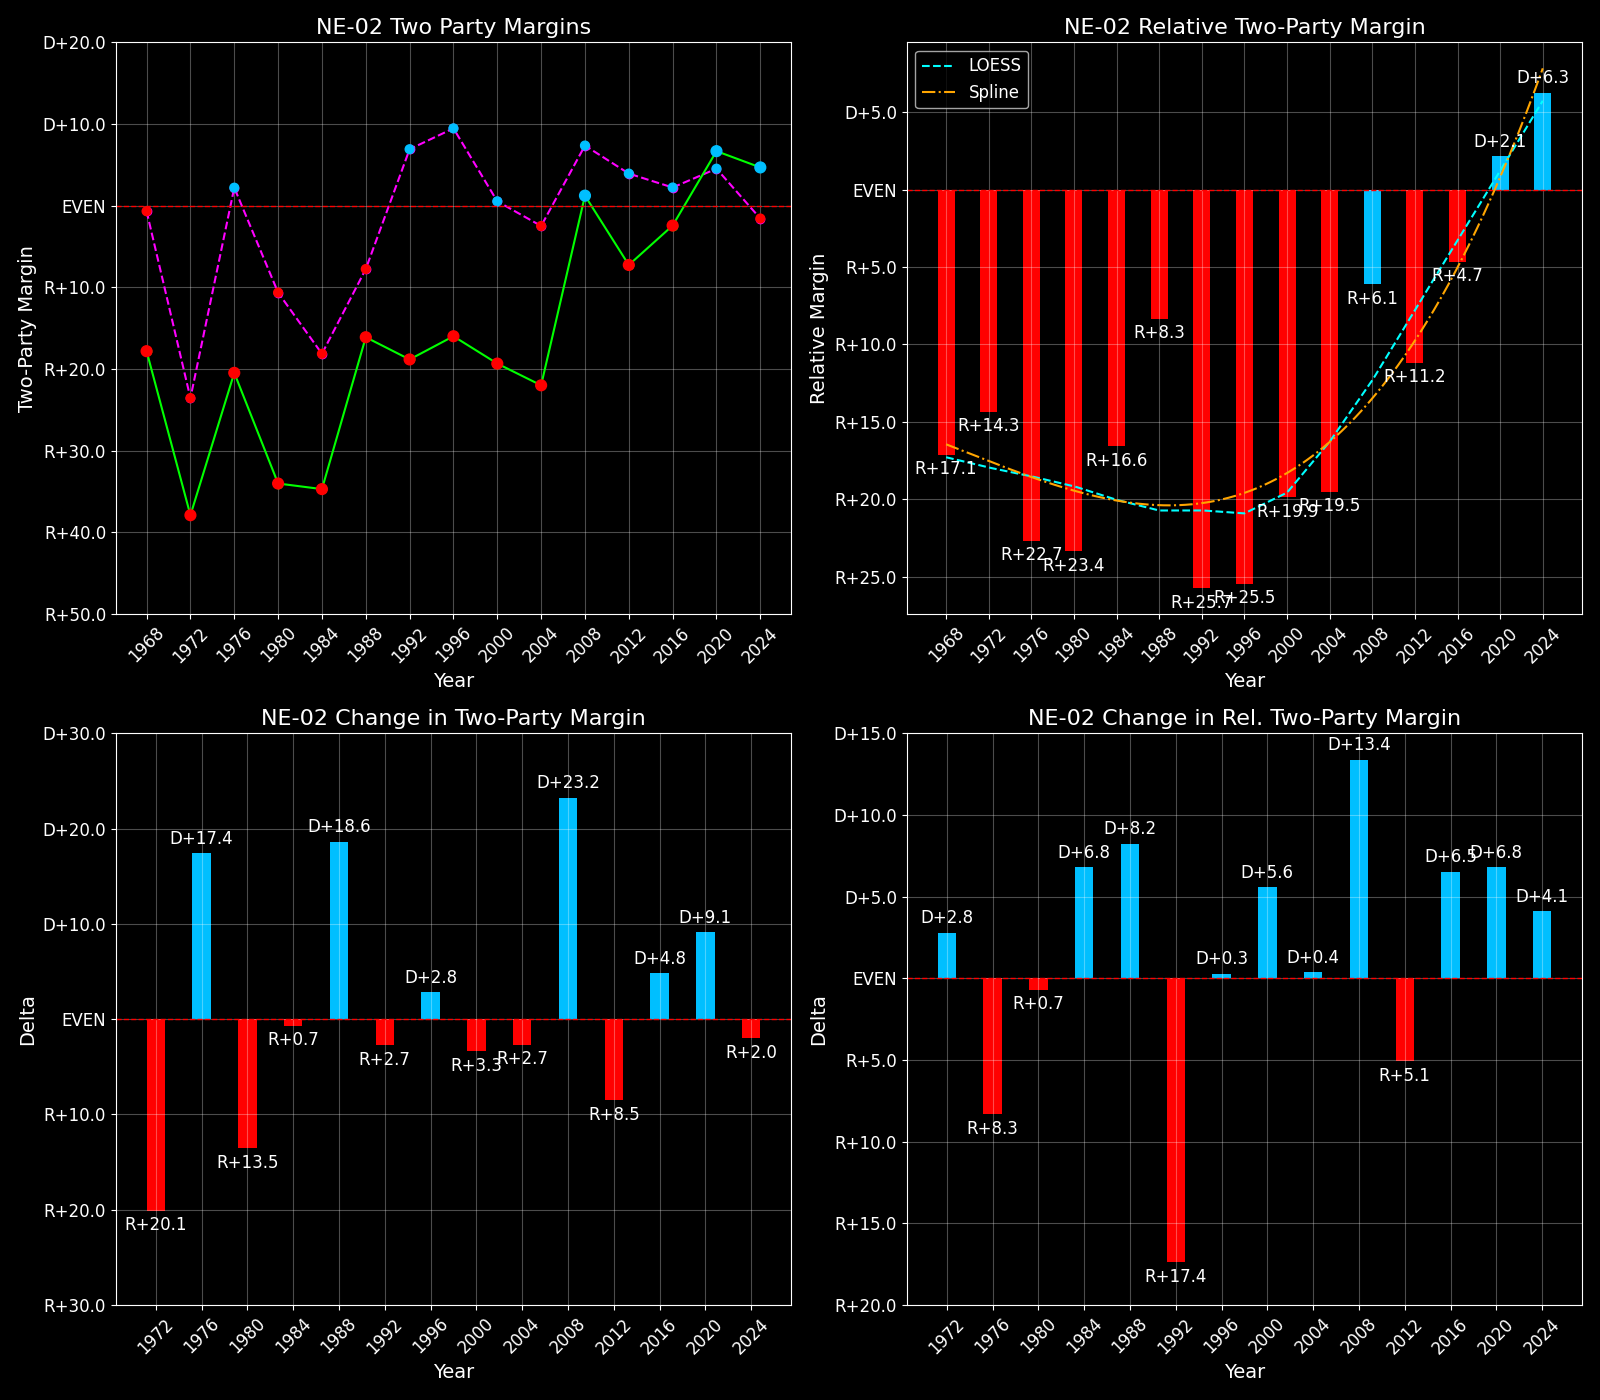 NE-02 Two Party Margins
D+20.0
D+10.0
EVEN
R+10.0
R+20.0
R+30.0
R+40.0
R+50.0
Two-Party Margin
1968 1972 1976 1980 1984 1988 1992 1996 2000 2004 2008 2012 2016 2020 2024
Year
NE-02 Relative Two-Party Margin
LOESS
Spline
D+5.0
EVEN
R+5.0
R+10.0
R+15.0
R+20.0
R+25.0
Relative Margin
R+17.1
R+14.3
R+22.7
R+23.4
R+16.6
R+8.3
R+25.7
R+25.5
R+19.9
R+19.5
R+6.1
R+11.2
R+4.7
D+2.1
D+6.3
1968 1972 1976 1980 1984 1988 1992 1996 2000 2004 2008 2012 2016 2020 2024
Year
NE-02 Change in Two-Party Margin
D+30.0
D+20.0
D+10.0
EVEN
R+10.0
R+20.0
R+30.0
Delta
R+20.1
D+17.4
R+13.5
R+0.7
D+18.6
R+2.7
D+2.8
R+3.3
R+2.7
D+23.2
R+8.5
D+4.8
D+9.1
R+2.0
1972 1976 1980 1984 1988 1992 1996 2000 2004 2008 2012 2016 2020 2024
Year
NE-02 Change in Rel. Two-Party Margin
D+15.0
D+10.0
D+5.0
EVEN
R+5.0
R+10.0
R+15.0
R+20.0
Delta
D+2.8
R+8.3
R+0.7
D+6.8
D+8.2
R+17.4
D+0.3
D+5.6
D+0.4
D+13.4
R+5.1
D+6.5
D+6.8
D+4.1
1972 1976 1980 1984 1988 1992 1996 2000 2004 2008 2012 2016 2020 2024
Year